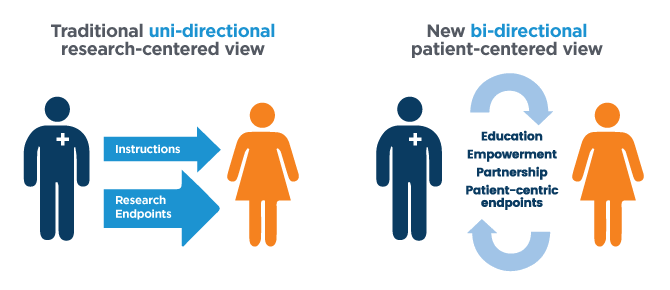 Traditional uni-directional
research-centered view
Instructions
Research
Endpoints
New bi-directional
patient-centered view
Education
Empowerment
Partnership
Patient-centric
endpoints